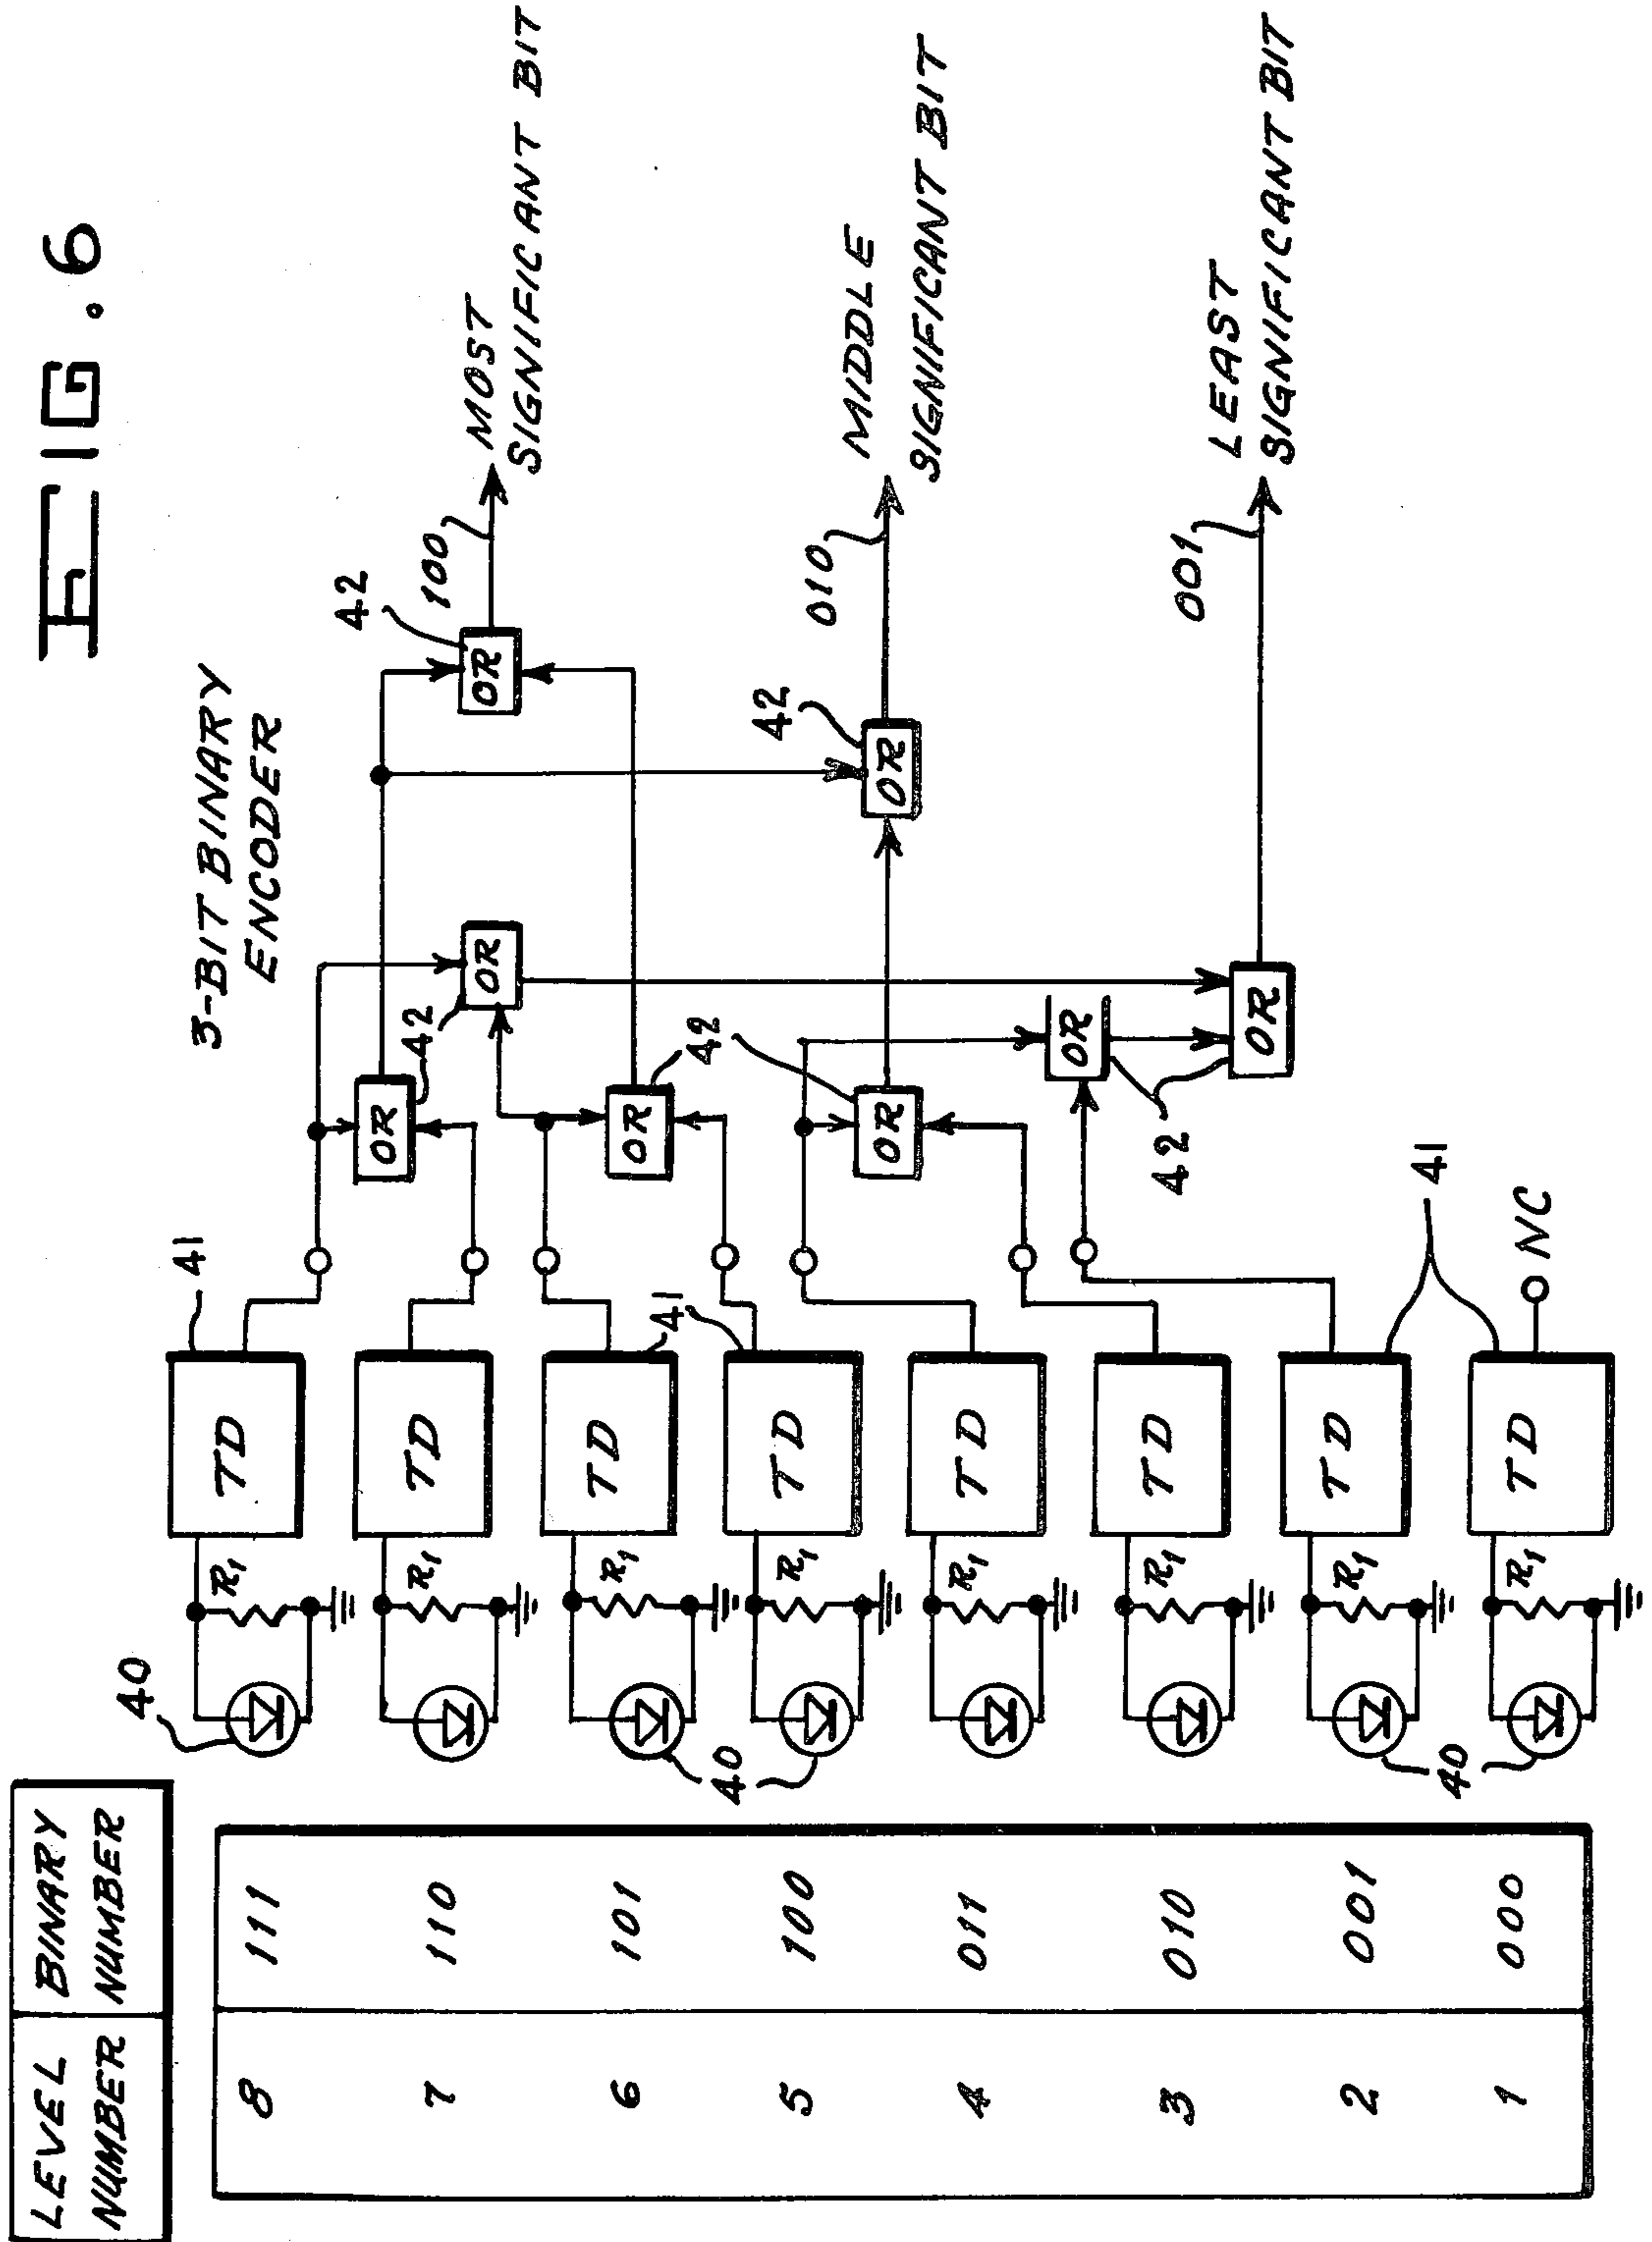 FIG. 6
3-BIT BINARY
ENCODER
LEVEL
NUMBER
BINARY
NUMBER
8 111
7 110
6 101
5 100
4 011
3 010
2 001
1 000
40
40
40
R1
R1
R1
R1
R1
R1
R1
R1
TD
TD
TD
TD
TD
TD
TD
TD
41
41
41
NC
OR
OR
OR
OR
OR
OR
OR
OR
42
42
42
42
42
100
MOST
SIGNIFICANT BIT
010
MIDDLE
SIGNIFICANT BIT
001
LEAST
SIGNIFICANT BIT